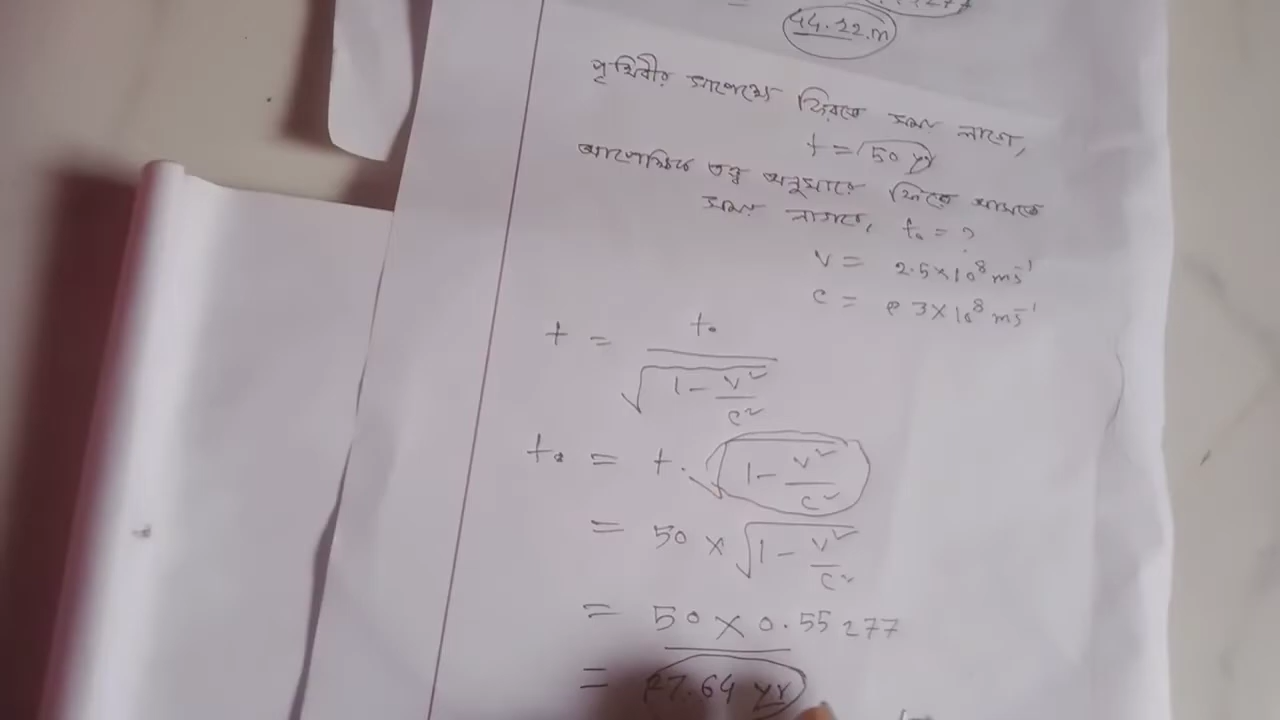 = 44.22.m
পৃথিবীর সাপেক্ষে ফিরতে সময় লাগে,
t = 50 yr
আপেক্ষিক তত্ত্ব অনুসারে ফিরে আসতে
সময় লাগবে, t₀ = ?
v = 2.5×10⁸ ms⁻¹
c = 3×10⁸ ms⁻¹
t = t₀ / √(1 - v²/c²)
t₀ = t. √(1 - v²/c²)
= 50 × √(1 - v²/c²)
= 50 × 0.55277
= 27.64 yr